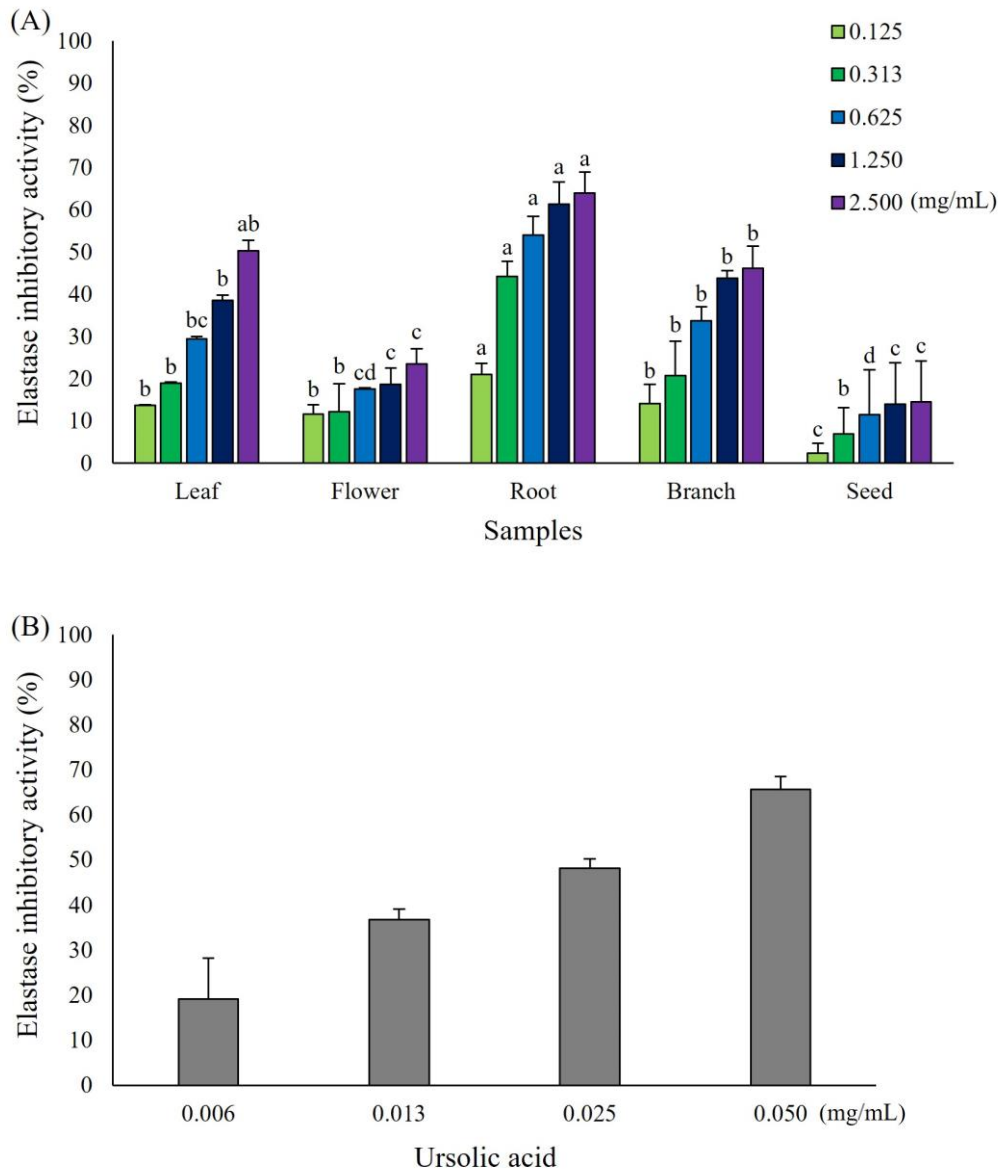 (A)
Elastase inhibitory activity (%)
100
90
80
70
60
50
40
30
20
10
0
0.125
0.313
0.625
1.250
2.500 (mg/mL)
b b bc b ab
b b cd c c
a a a a a
b b b b b
c b d c c
Leaf Flower Root Branch Seed
Samples
(B)
Elastase inhibitory activity (%)
100
90
80
70
60
50
40
30
20
10
0
0.006 0.013 0.025 0.050 (mg/mL)
Ursolic acid